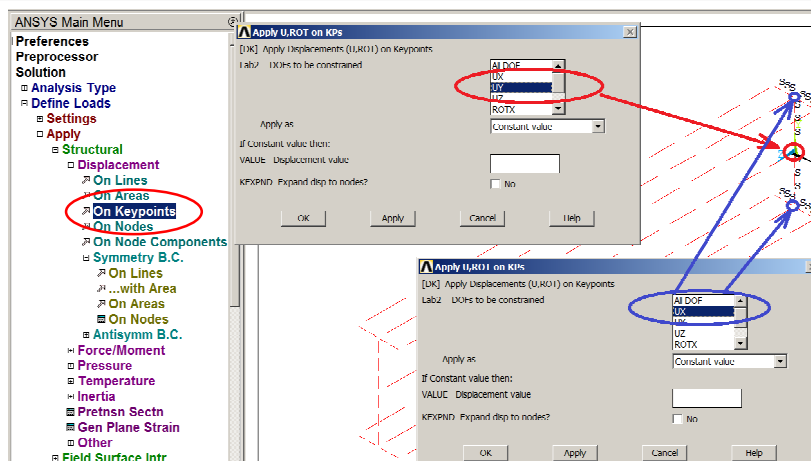 ANSYS Main Menu
Preferences
Preprocessor
Solution
Analysis Type
Define Loads
Settings
Apply
Structural
Displacement
On Lines
On Areas
On Keypoints
On Nodes
On Node Components
Symmetry B.C.
On Lines
...with Area
On Areas
On Nodes
Antisymm B.C.
Force/Moment
Pressure
Temperature
Inertia
Pretnsn Sectn
Gen Plane Strain
Other
Field Surface Intr
Apply U,ROT on KPs
[DK] Apply Displacements (U,ROT) on Keypoints
Lab2 DOFs to be constrained
All DOF
UX
UY
UZ
ROTX
Apply as
Constant value
If Constant value then:
VALUE Displacement value
KEXPND Expand disp to nodes?
No
OK
Apply
Cancel
Help
Apply U,ROT on KPs
[DK] Apply Displacements (U,ROT) on Keypoints
Lab2 DOFs to be constrained
All DOF
UX
UY
UZ
ROTX
Apply as
Constant value
If Constant value then:
VALUE Displacement value
KEXPND Expand disp to nodes?
No
OK
Apply
Cancel
Help